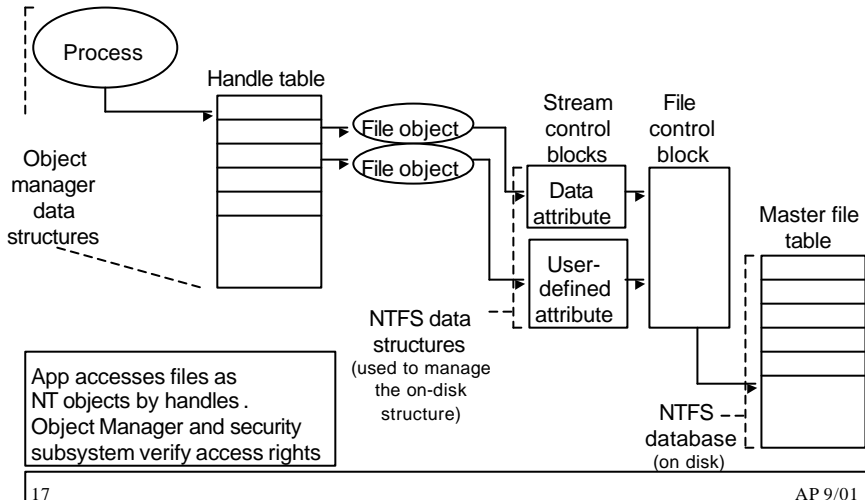 Process
Handle table
File object
File object
Stream
control
blocks
File
control
block
Object
manager
data
structures
Data
attribute
User-
defined
attribute
Master file
table
NTFS data
structures
(used to manage
the on-disk
structure)
App accesses files as
NT objects by handles .
Object Manager and security
subsystem verify access rights
NTFS
database
(on disk)
17
AP 9/01